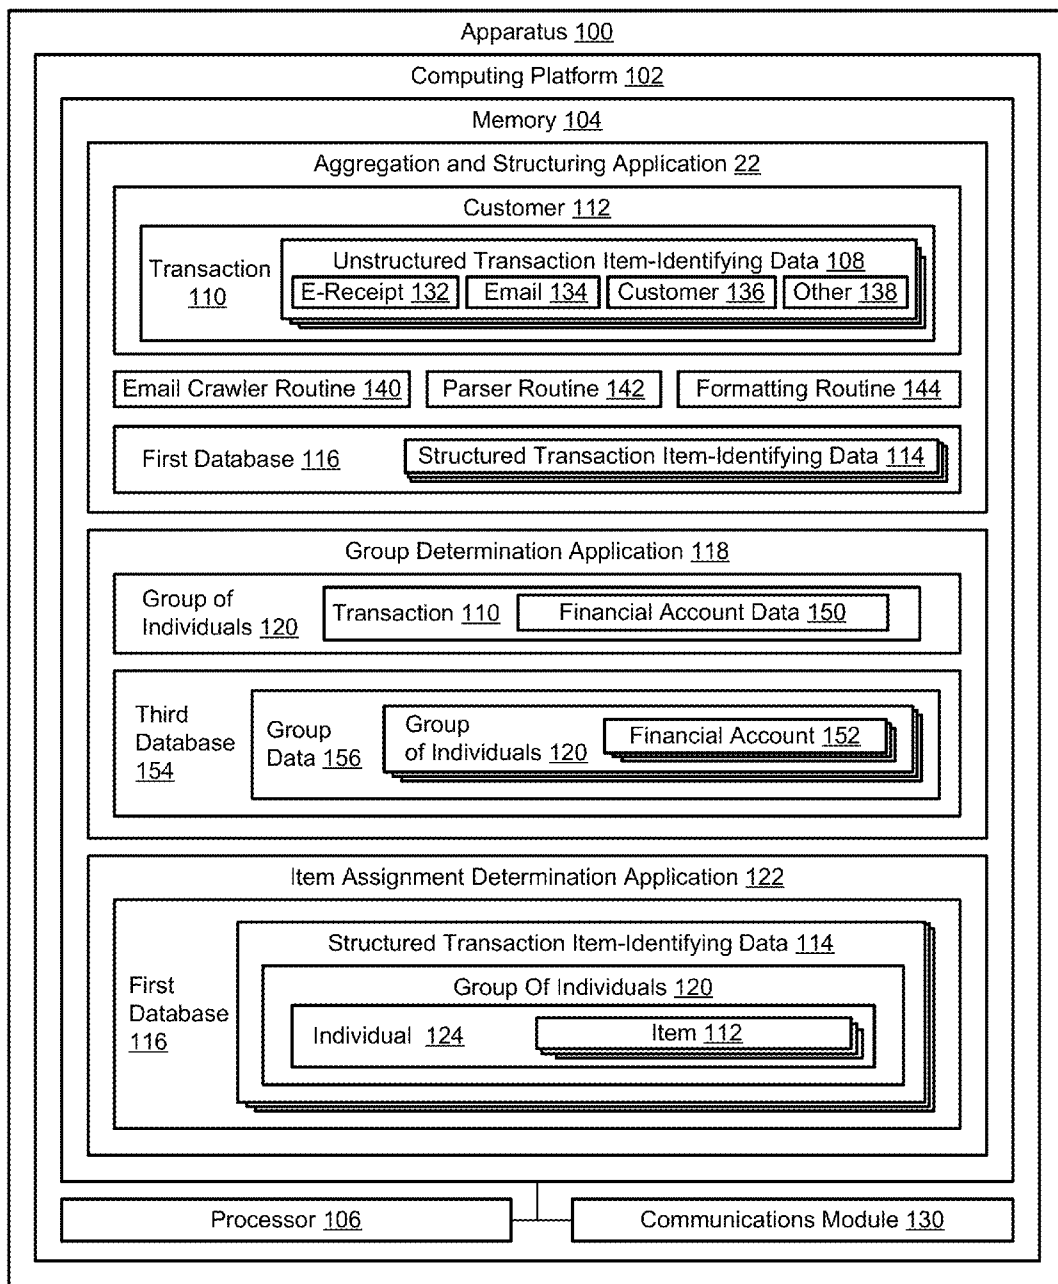 Apparatus 100
Computing Platform 102
Memory 104
Aggregation and Structuring Application 22
Customer 112
Transaction
110
Unstructured Transaction Item-Identifying Data 108
E-Receipt 132
Email 134
Customer 136
Other 138
Email Crawler Routine 140
Parser Routine 142
Formatting Routine 144
First Database 116
Structured Transaction Item-Identifying Data 114
Group Determination Application 118
Group of
Individuals 120
Transaction 110
Financial Account Data 150
Third
Database
154
Group
Data 156
Group
of Individuals 120
Financial Account 152
Item Assignment Determination Application 122
First
Database
116
Structured Transaction Item-Identifying Data 114
Group Of Individuals 120
Individual 124
Item 112
Processor 106
Communications Module 130